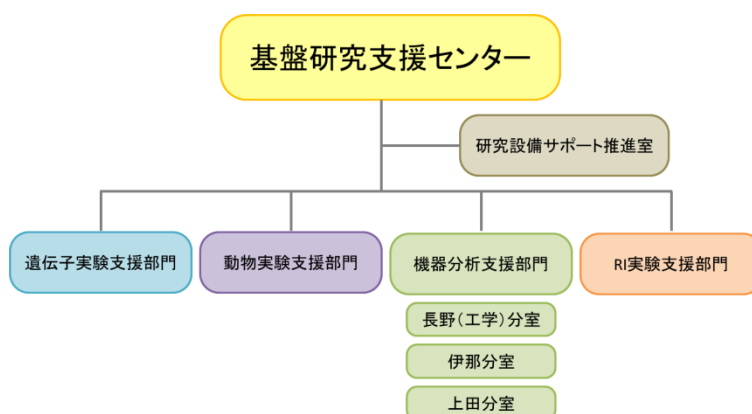 基盤研究支援センター
研究設備サポート推進室
遺伝子実験支援部門
動物実験支援部門
機器分析支援部門
RI実験支援部門
長野（工学）分室
伊那分室
上田分室